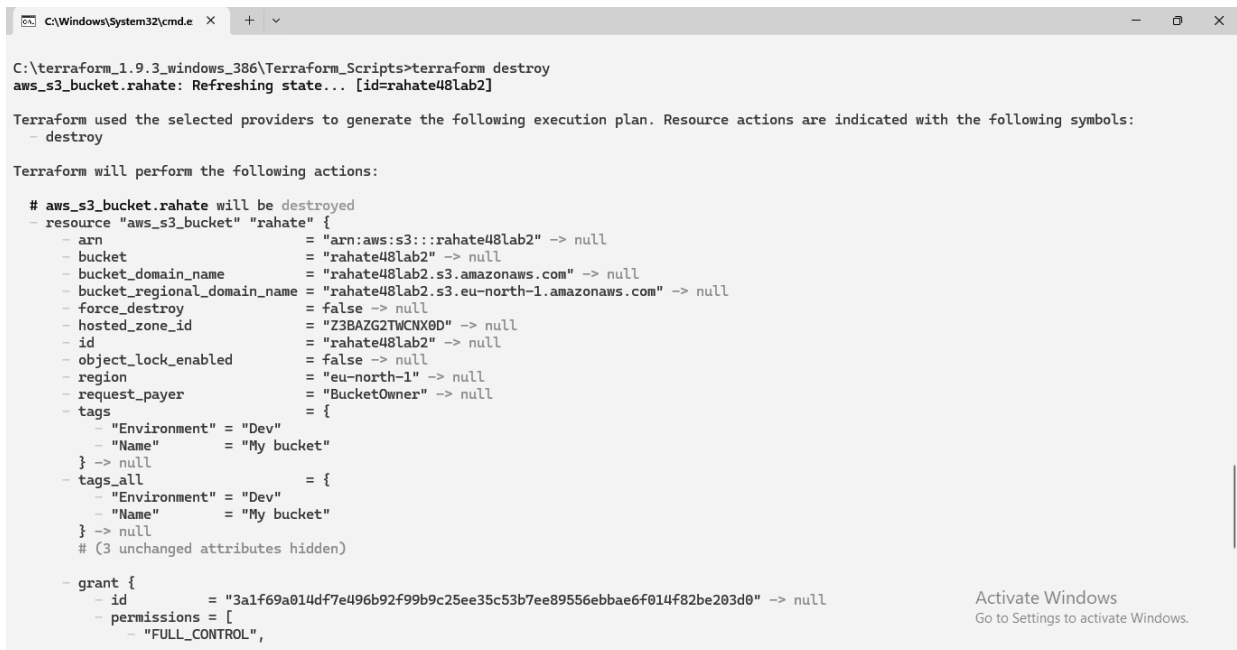 C:\Windows\System32\cmd.e
C:\terraform_1.9.3_windows_386\Terraform_Scripts>terraform destroy
aws_s3_bucket.rahate: Refreshing state... [id=rahate48lab2]
Terraform used the selected providers to generate the following execution plan. Resource actions are indicated with the following symbols:
  - destroy
Terraform will perform the following actions:
  # aws_s3_bucket.rahate will be destroyed
  - resource "aws_s3_bucket" "rahate" {
      - arn                         = "arn:aws:s3:::rahate48lab2" -> null
      - bucket                      = "rahate48lab2" -> null
      - bucket_domain_name          = "rahate48lab2.s3.amazonaws.com" -> null
      - bucket_regional_domain_name = "rahate48lab2.s3.eu-north-1.amazonaws.com" -> null
      - force_destroy               = false -> null
      - hosted_zone_id              = "Z3BAZG2TWCNX0D" -> null
      - id                          = "rahate48lab2" -> null
      - object_lock_enabled         = false -> null
      - region                      = "eu-north-1" -> null
      - request_payer               = "BucketOwner" -> null
      - tags                        = {
          - "Environment" = "Dev"
          - "Name"        = "My bucket"
        } -> null
      - tags_all                    = {
          - "Environment" = "Dev"
          - "Name"        = "My bucket"
        } -> null
        # (3 unchanged attributes hidden)
      - grant {
          - id          = "3a1f69a014df7e496b92f99b9c25ee35c53b7ee89556ebbae6f014f82be203d0" -> null
          - permissions = [
              - "FULL_CONTROL",
Activate Windows
Go to Settings to activate Windows.